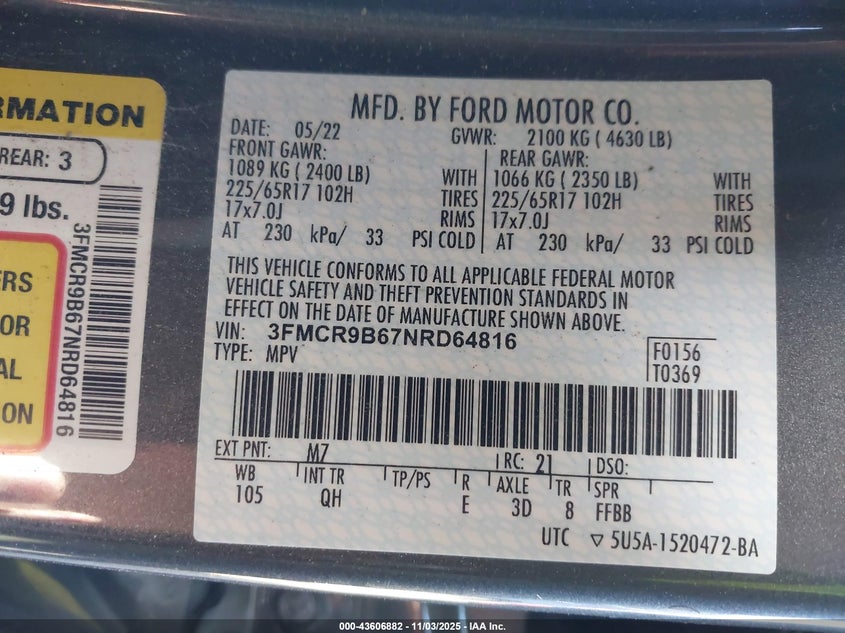 RMATION
REAR: 3
9 lbs.
3FMCR9B67NRD64816
ERS
OR
AL
ON
MFD. BY FORD MOTOR CO.
DATE: 05/22 GVWR: 2100 KG ( 4630 LB)
FRONT GAWR: REAR GAWR:
1089 KG ( 2400 LB) WITH 1066 KG ( 2350 LB) WITH
225/65R17 102H TIRES 225/65R17 102H TIRES
17x7.0J RIMS 17x7.0J RIMS
AT 230 kPa/ 33 PSI COLD AT 230 kPa/ 33 PSI COLD
THIS VEHICLE CONFORMS TO ALL APPLICABLE FEDERAL MOTOR
VEHICLE SAFETY AND THEFT PREVENTION STANDARDS IN
EFFECT ON THE DATE OF MANUFACTURE SHOWN ABOVE.
VIN: 3FMCR9B67NRD64816
TYPE: MPV F0156
T0369
EXT PNT: M7 RC: 21 DSO:
WB INT TR TP/PS R AXLE TR SPR
105 QH E 3D 8 FFBB
UTC ▽ 5U5A-1520472-BA
000-43606882 - 11/03/2025 - IAA Inc.